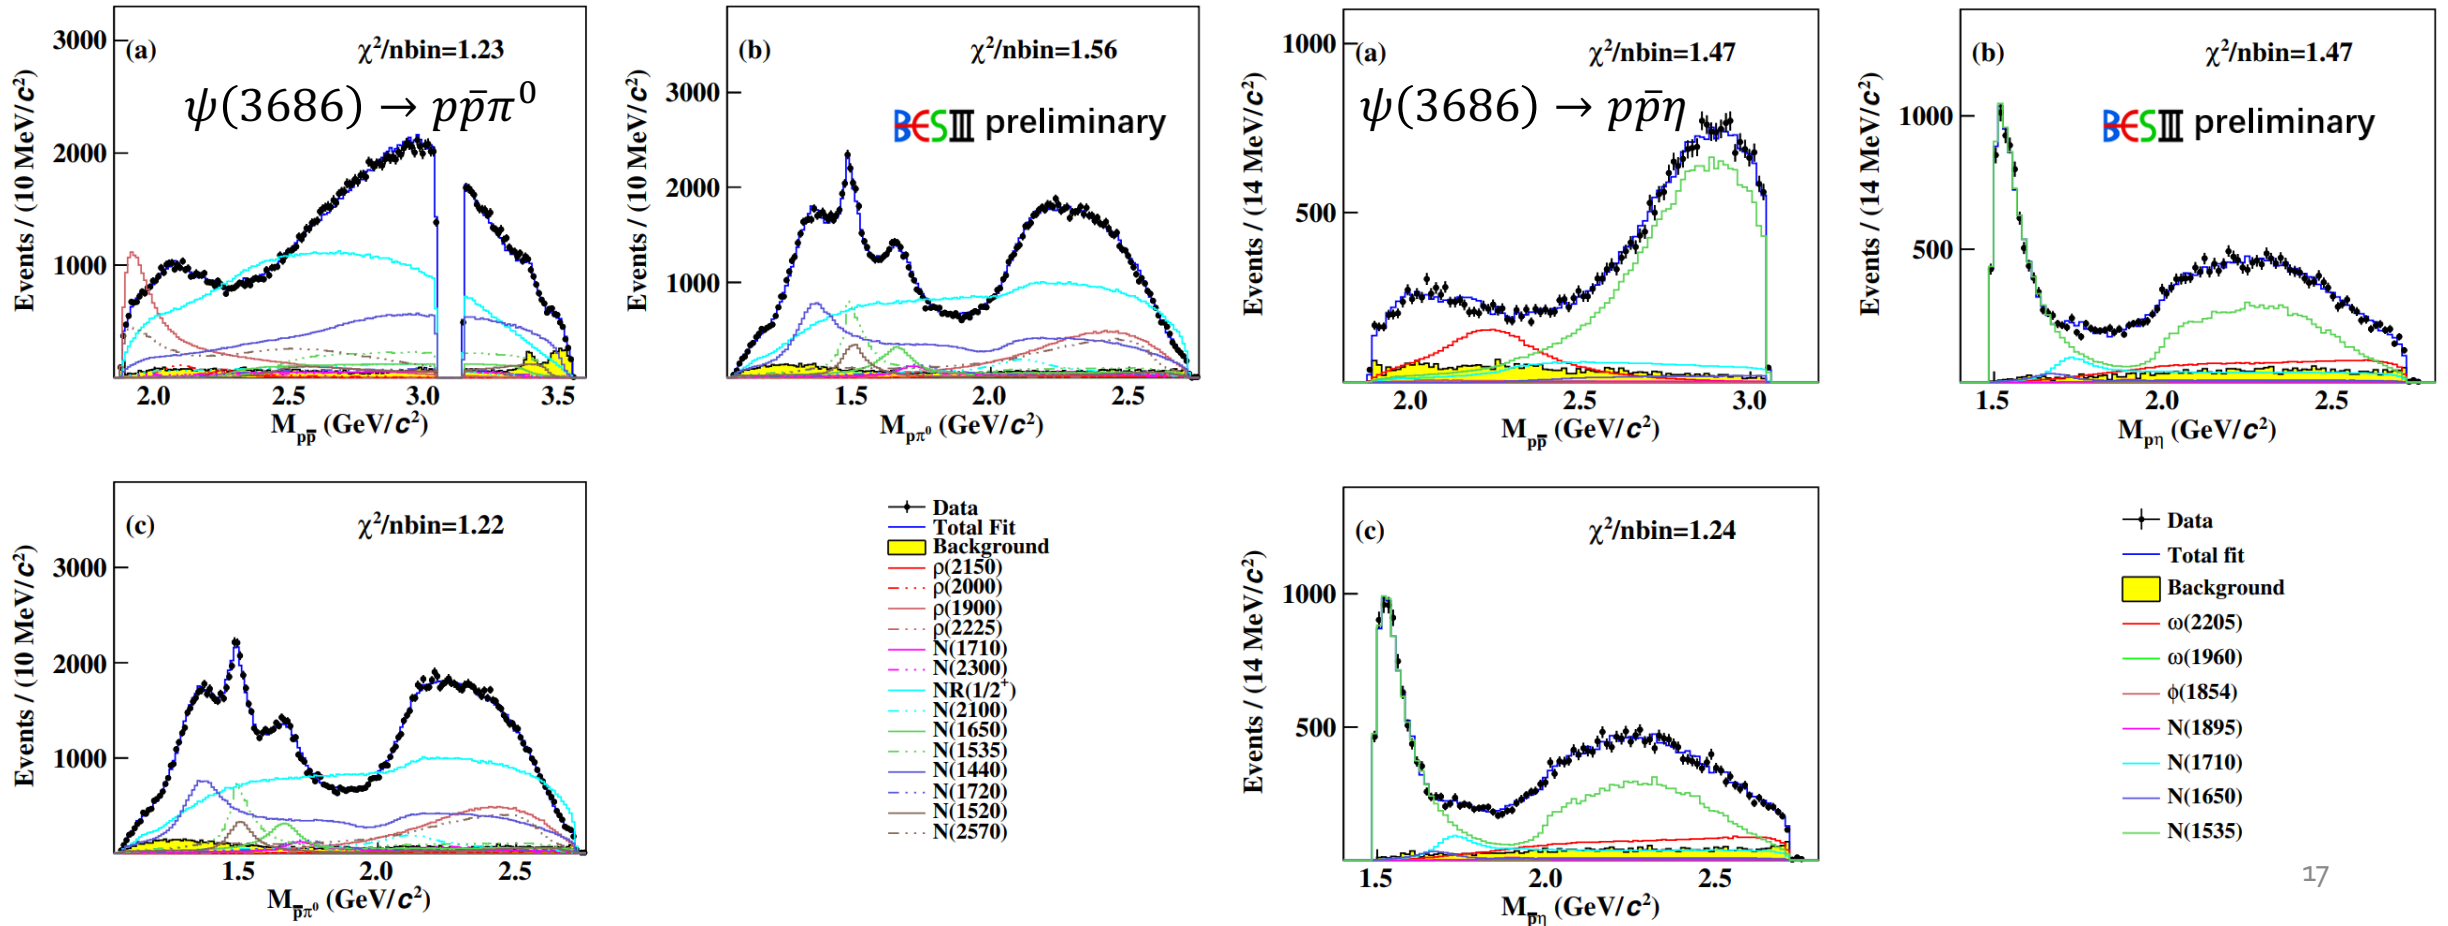 (a)
χ²/nbin=1.23
ψ(3686) → pp̄π⁰
Events / (10 MeV/c²)
3000
2000
1000
2.0 2.5 3.0 3.5
M_pp̄ (GeV/c²)
(b)
χ²/nbin=1.56
BESIII preliminary
Events / (10 MeV/c²)
3000
2000
1000
1.5 2.0 2.5
M_pπ⁰ (GeV/c²)
(a)
χ²/nbin=1.47
ψ(3686) → pp̄η
Events / (14 MeV/c²)
1000
500
2.0 2.5 3.0
M_pp̄ (GeV/c²)
(b)
χ²/nbin=1.47
BESIII preliminary
Events / (14 MeV/c²)
1000
500
1.5 2.0 2.5
M_pη (GeV/c²)
(c)
χ²/nbin=1.22
Events / (10 MeV/c²)
3000
2000
1000
1.5 2.0 2.5
M_p̄π⁰ (GeV/c²)
Data
Total Fit
Background
ρ(2150)
ρ(2000)
ρ(1900)
ρ(2225)
N(1710)
N(2300)
NR(1/2⁺)
N(2100)
N(1650)
N(1535)
N(1440)
N(1720)
N(1520)
N(2570)
(c)
χ²/nbin=1.24
Events / (14 MeV/c²)
1000
500
1.5 2.0 2.5
M_p̄η (GeV/c²)
Data
Total fit
Background
ω(2205)
ω(1960)
ϕ(1854)
N(1895)
N(1710)
N(1650)
N(1535)
17